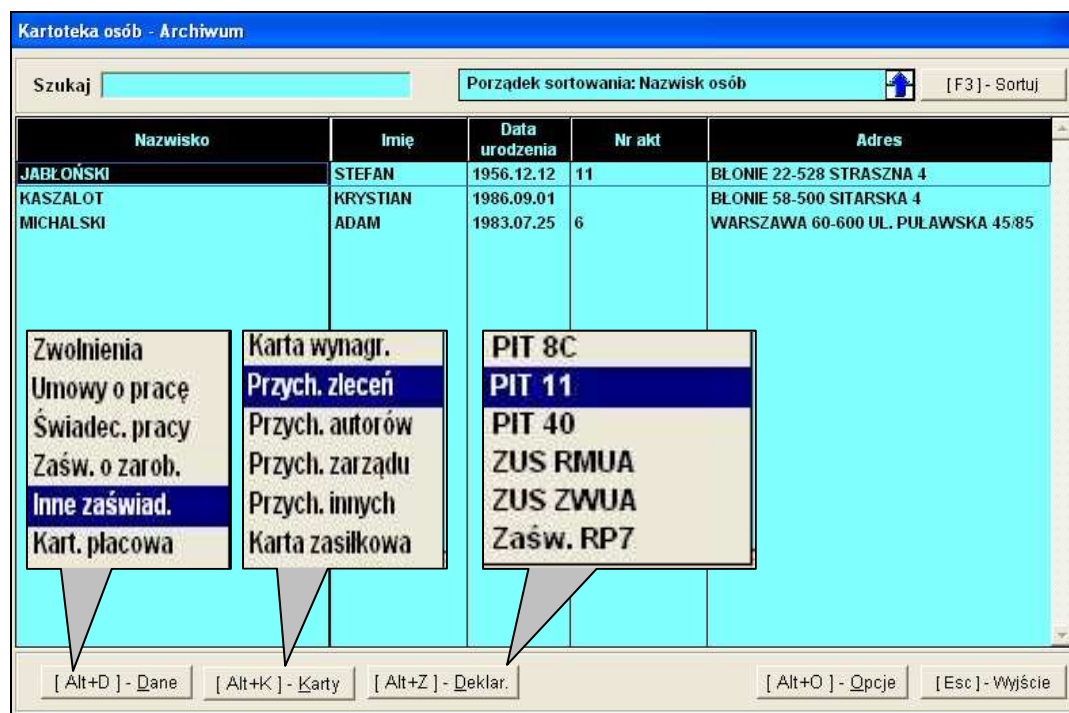 Kartoteka osób - Archiwum
Szukaj
Porządek sortowania: Nazwisk osób
[ F3 ] - Sortuj
Nazwisko Imię Data urodzenia Nr akt Adres
JABŁOŃSKI STEFAN 1956.12.12 11 BŁONIE 22-528 STRASZNA 4
KASZALOT KRYSTIAN 1986.09.01 BŁONIE 58-500 SITARSKA 4
MICHALSKI ADAM 1983.07.25 6 WARSZAWA 60-600 UL. PUŁAWSKA 45/85
Zwolnienia
Umowy o pracę
Świadec. pracy
Zaśw. o zarob.
Inne zaświad.
Kart. płacowa
Karta wynagr.
Przych. zleceń
Przych. autorów
Przych. zarządu
Przych. innych
Karta zasiłkowa
PIT 8C
PIT 11
PIT 40
ZUS RMUA
ZUS ZWUA
Zaśw. RP7
[ Alt+D ] - Dane
[ Alt+K ] - Karty
[ Alt+Z ] - Deklar.
[ Alt+O ] - Opcje
[ Esc ] - Wyjście